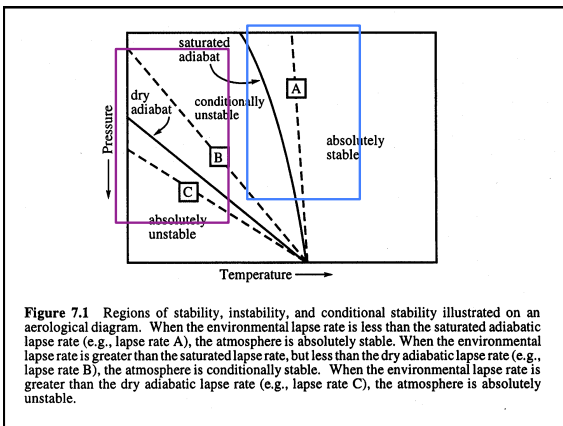 saturated
adiabat
A
dry
adiabat
conditionally
unstable
absolutely
stable
Pressure
B
C
absolutely
unstable
Temperature
Figure 7.1 Regions of stability, instability, and conditional stability illustrated on an
aerological diagram. When the environmental lapse rate is less than the saturated adiabatic
lapse rate (e.g., lapse rate A), the atmosphere is absolutely stable. When the environmental
lapse rate is greater than the saturated lapse rate, but less than the dry adiabatic lapse rate (e.g.,
lapse rate B), the atmosphere is conditionally stable. When the environmental lapse rate is
greater than the dry adiabatic lapse rate (e.g., lapse rate C), the atmosphere is absolutely
unstable.